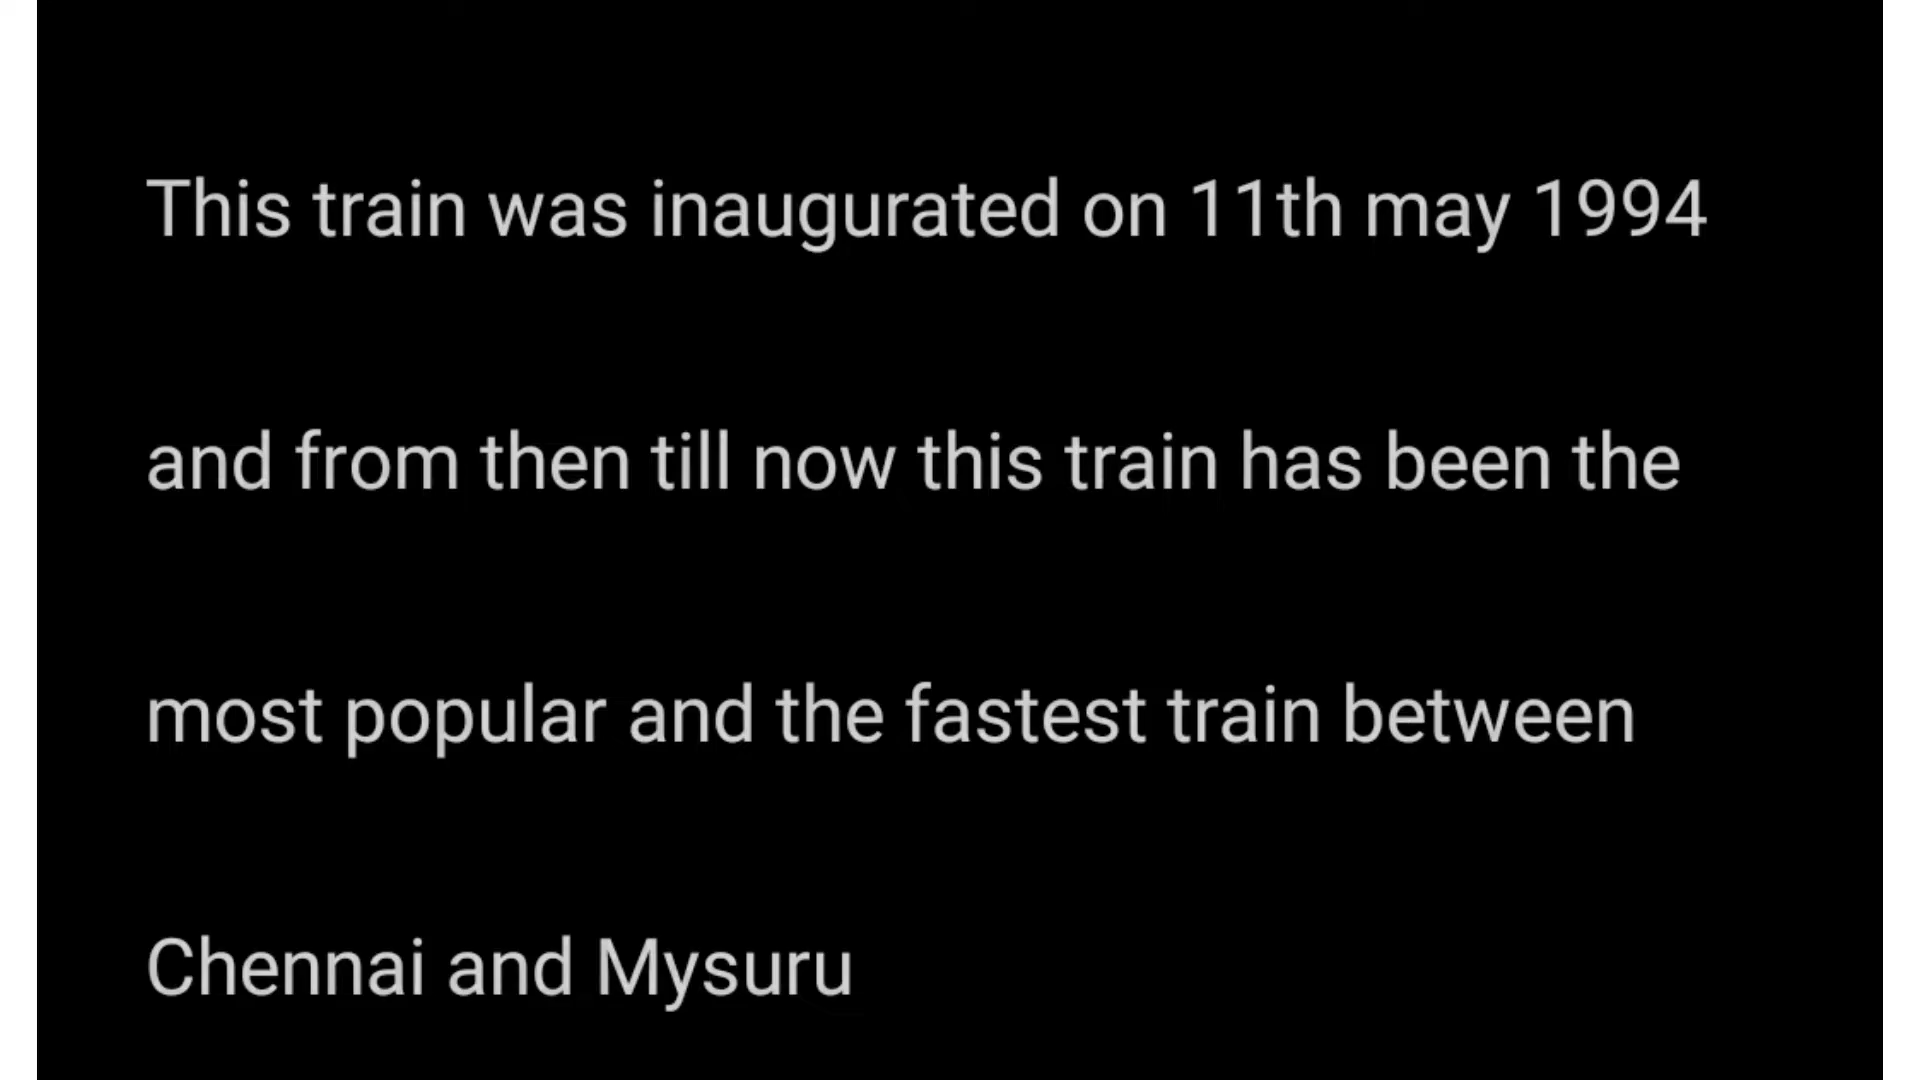 This train was inaugurated on 11th may 1994
and from then till now this train has been the
most popular and the fastest train between
Chennai and Mysuru